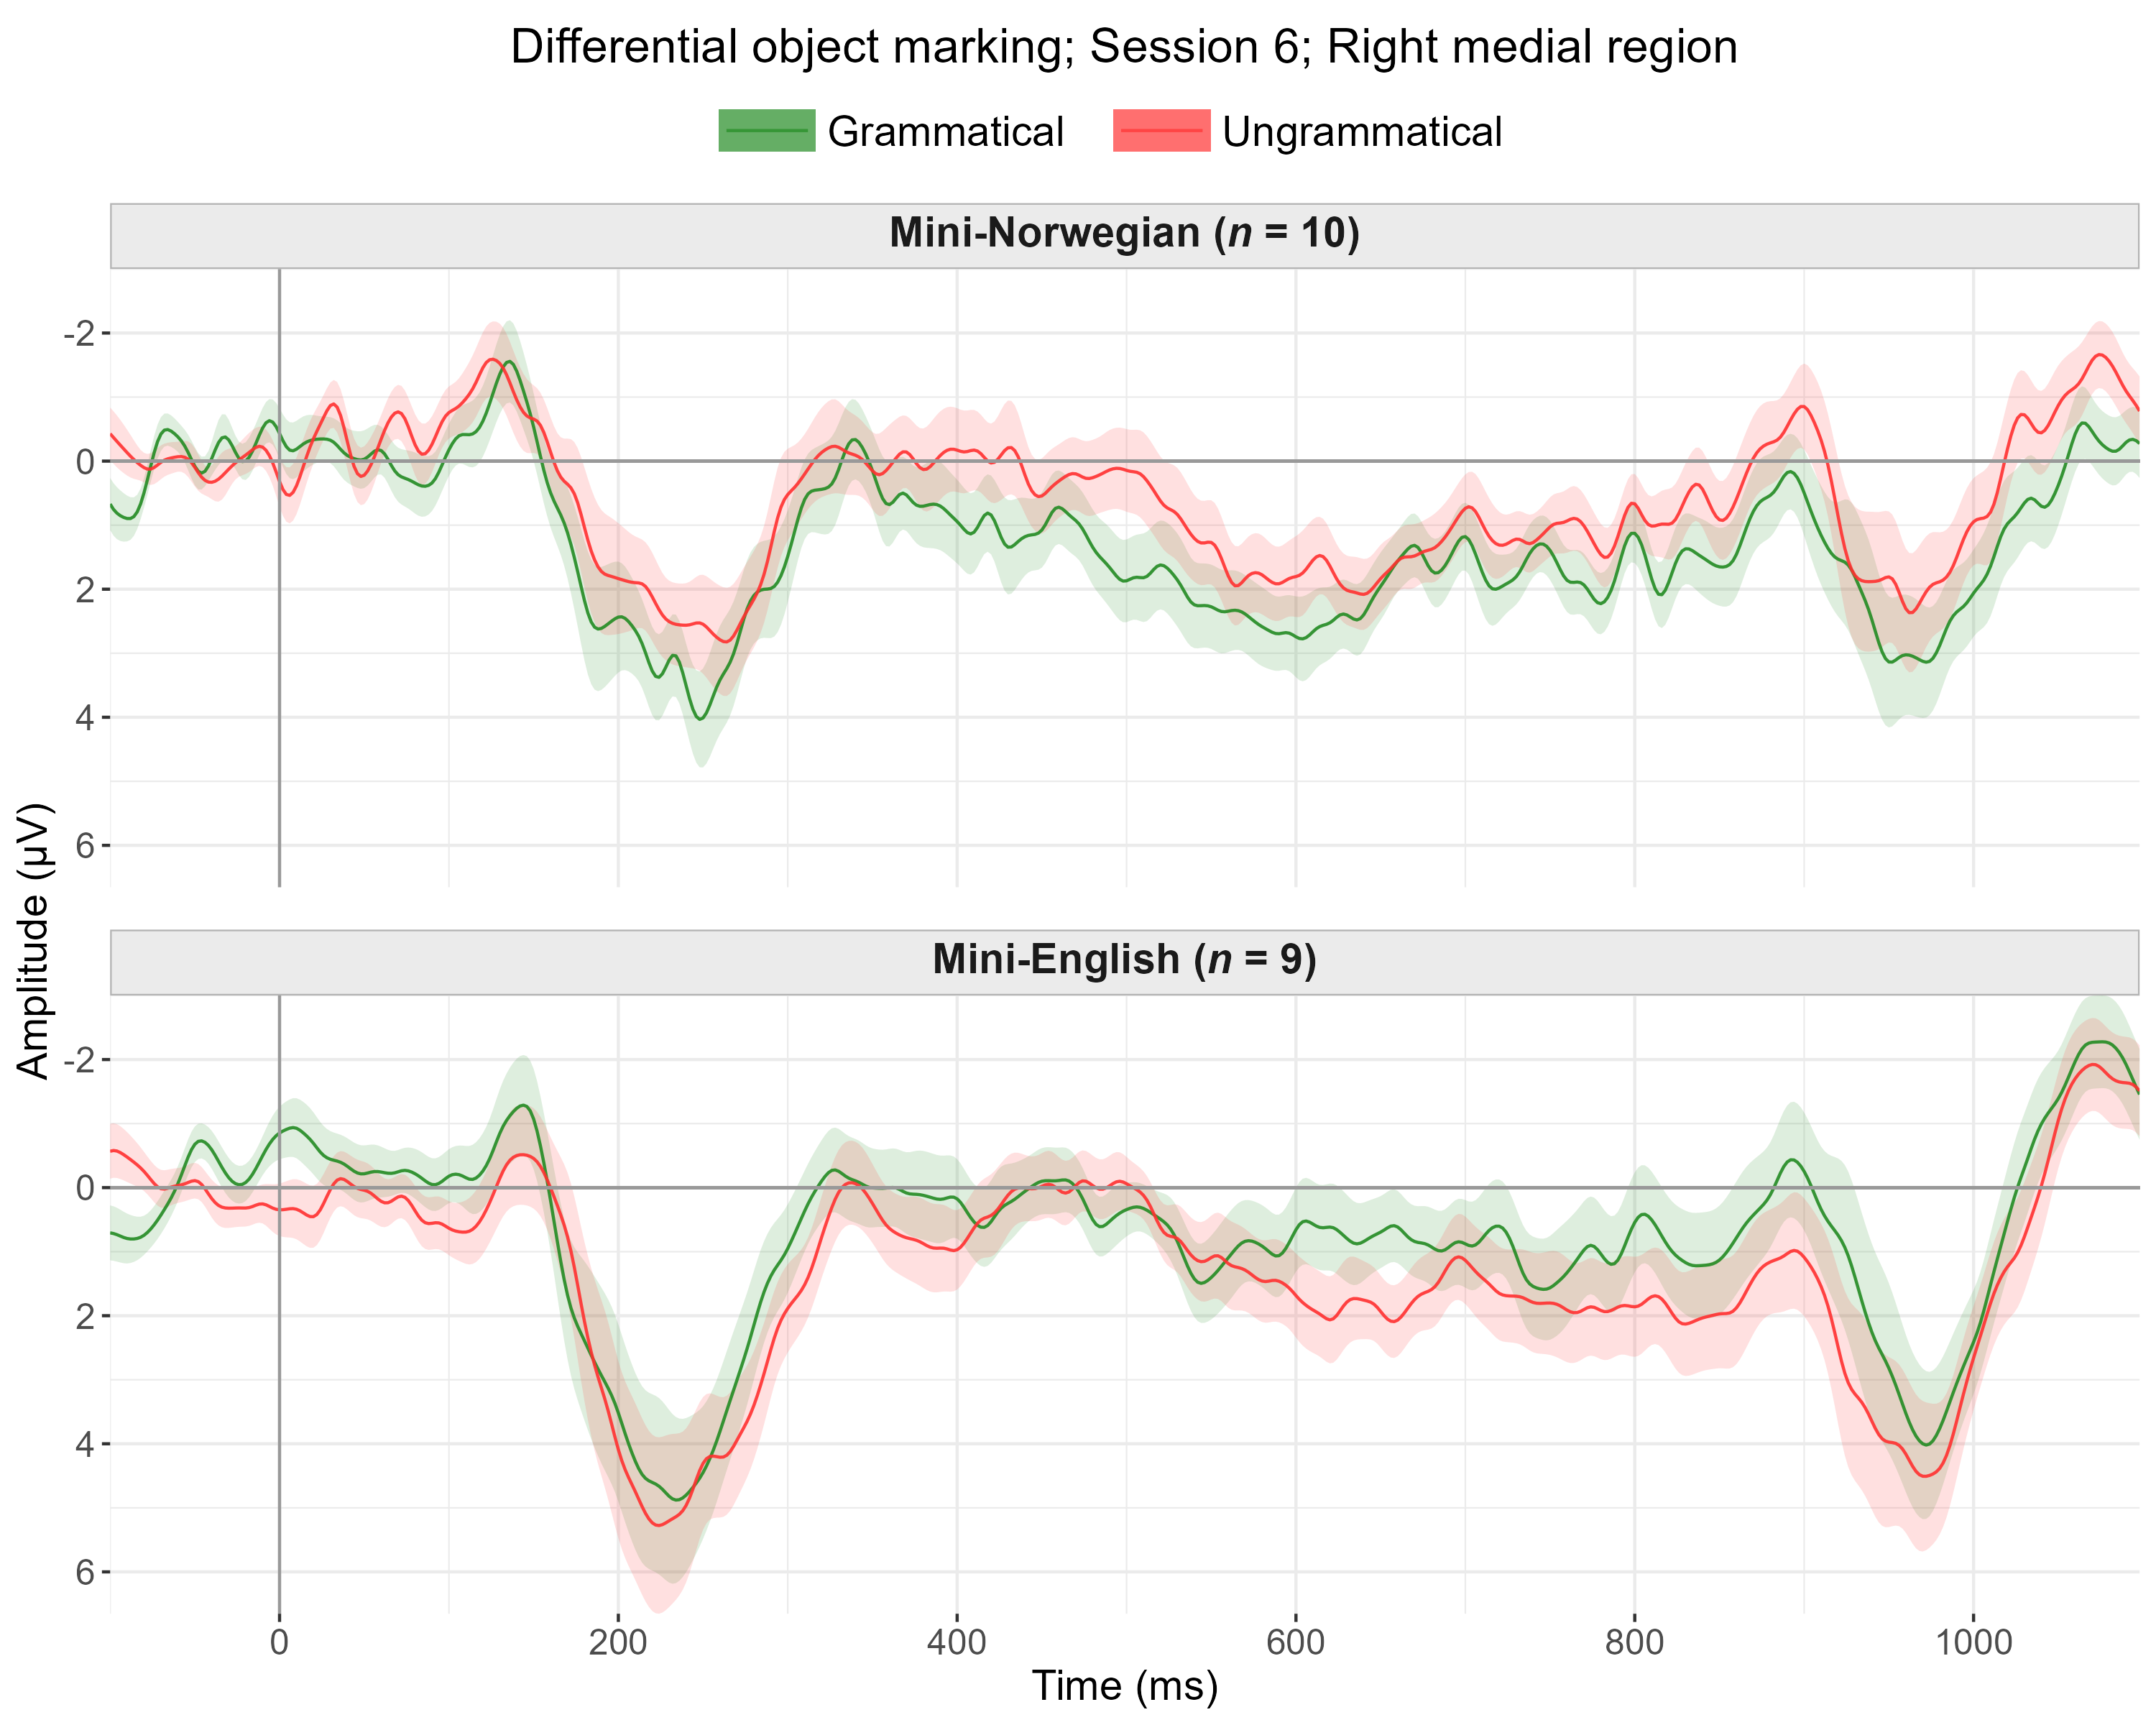 Differential object marking; Session 6; Right medial region
Grammatical
Ungrammatical
Mini-Norwegian (n = 10)
-2
0
2
4
6
Amplitude (µV)
Mini-English (n = 9)
-2
0
2
4
6
0 200 400 600 800 1000
Time (ms)